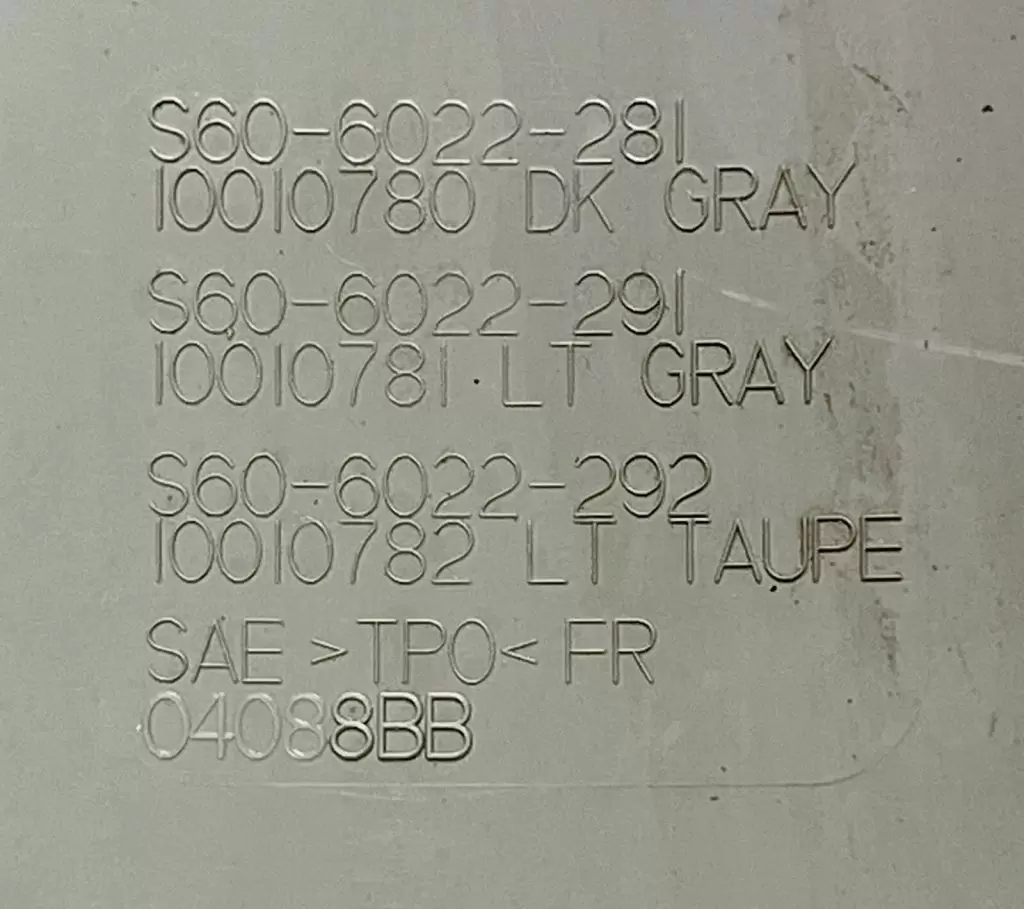 S60-6022-281
10010780 DK GRAY
S60-6022-291
10010781 LT GRAY
S60-6022-292
10010782 LT TAUPE
SAE >TPO< FR
04088BB